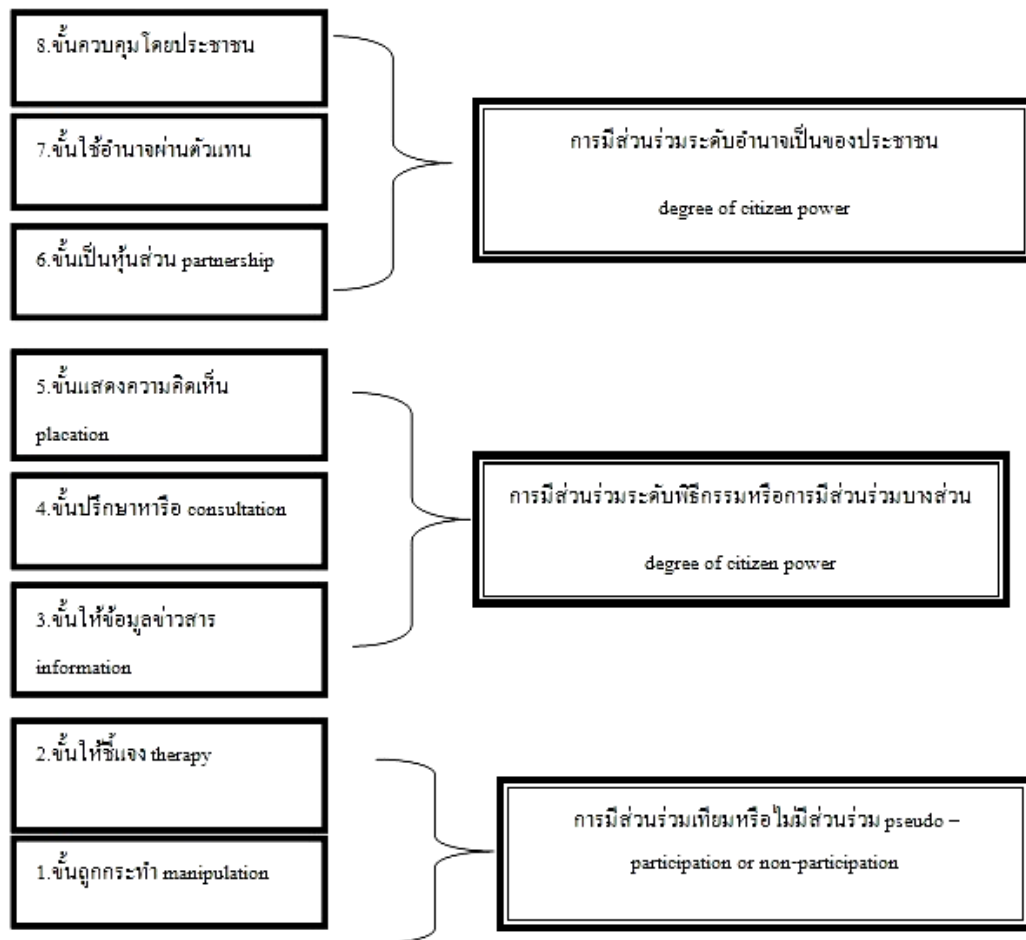 8.ขั้นควบคุมโดยประชาชน
7.ขั้นใช้อำนาจผ่านตัวแทน
6.ขั้นเป็นหุ้นส่วน partnership
การมีส่วนร่วมระดับอำนาจเป็นของประชาชน
degree of citizen power
5.ขั้นแสดงความคิดเห็น
placation
4.ขั้นปรึกษาหารือ consultation
3.ขั้นให้ข้อมูลข่าวสาร
information
การมีส่วนร่วมระดับพิธีกรรมหรือการมีส่วนร่วมบางส่วน
degree of citizen power
2.ขั้นให้ชี้แจง therapy
1.ขั้นถูกกระทำ manipulation
การมีส่วนร่วมเทียมหรือไม่มีส่วนร่วม pseudo –
participation or non-participation